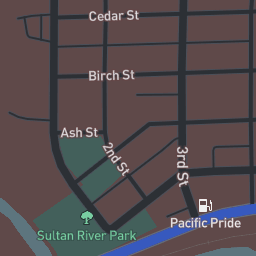 Cedar St
Birch St
Ash St
2nd St
3rd St
Pacific Pride
Sultan River Park